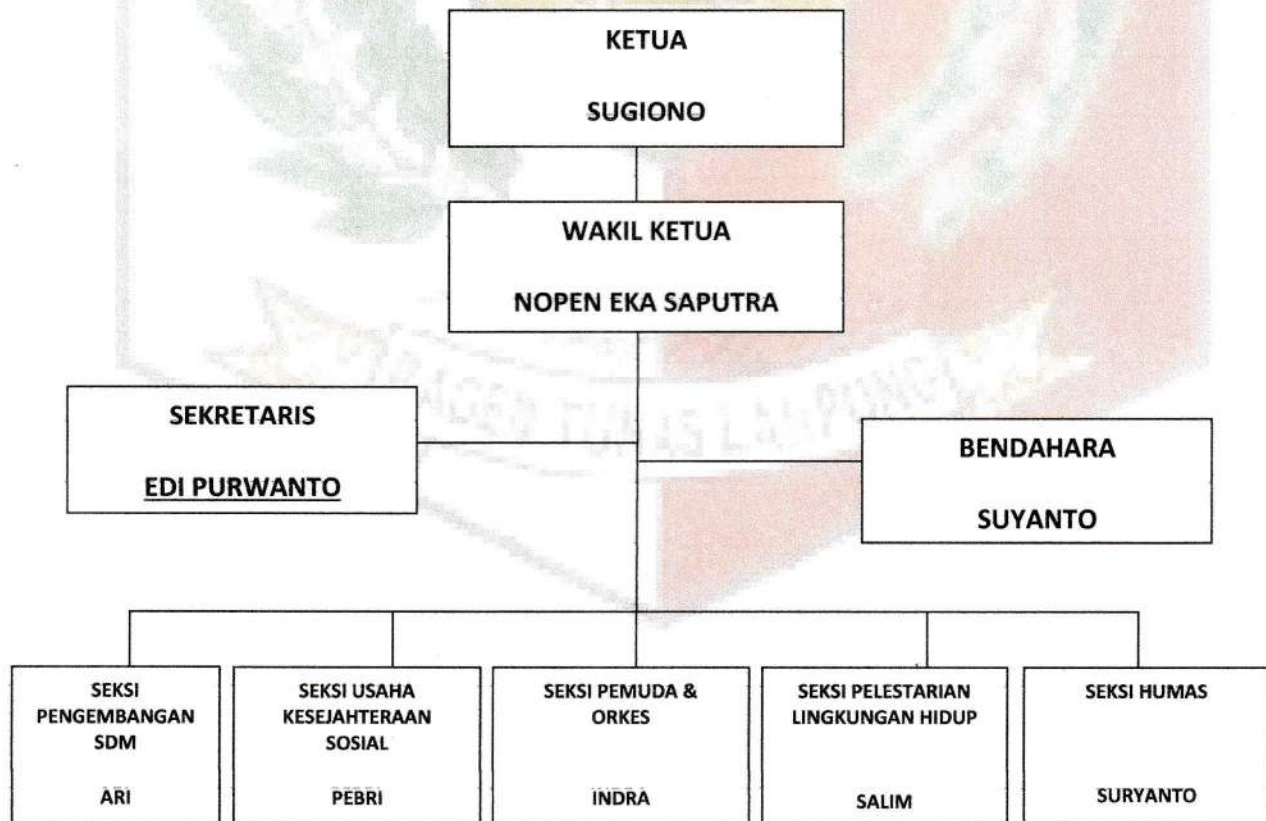 KETUA
SUGIONO
WAKIL KETUA
NOPEN EKA SAPUTRA
SEKRETARIS
EDI PURWANTO
BENDAHARA
SUYANTO
SEKSI
PENGEMBANGAN
SDM
ARI
SEKSI USAHA
KESEJAHTERAAN
SOSIAL
PEBRI
SEKSI PEMUDA &
ORKES
INDRA
SEKSI PELESTARIAN
LINGKUNGAN HIDUP
SALIM
SEKSI HUMAS
SURYANTO